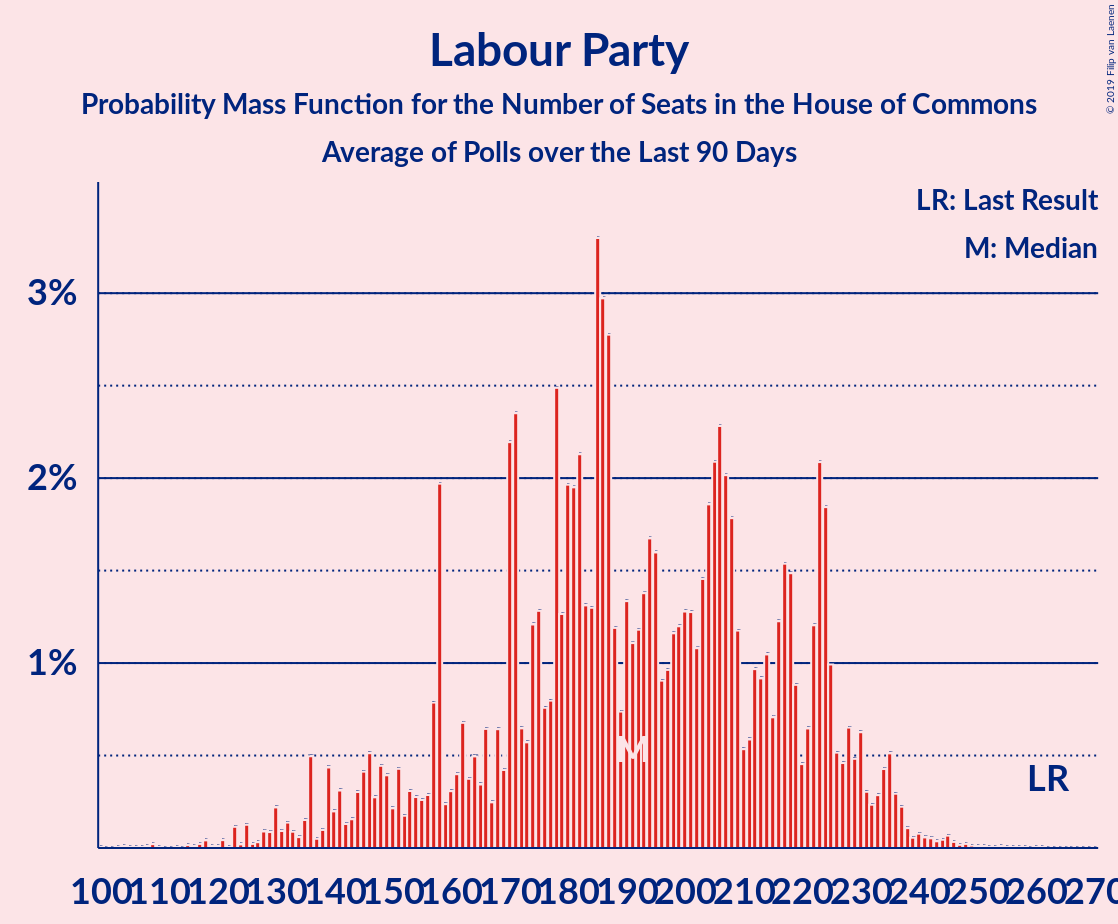 Labour Party
Probability Mass Function for the Number of Seats in the House of Commons
Average of Polls over the Last 90 Days
© 2019 Filip van Laenen
LR: Last Result
M: Median
3%
2%
1%
M
LR
100 110 120 130 140 150 160 170 180 190 200 210 220 230 240 250 260 270